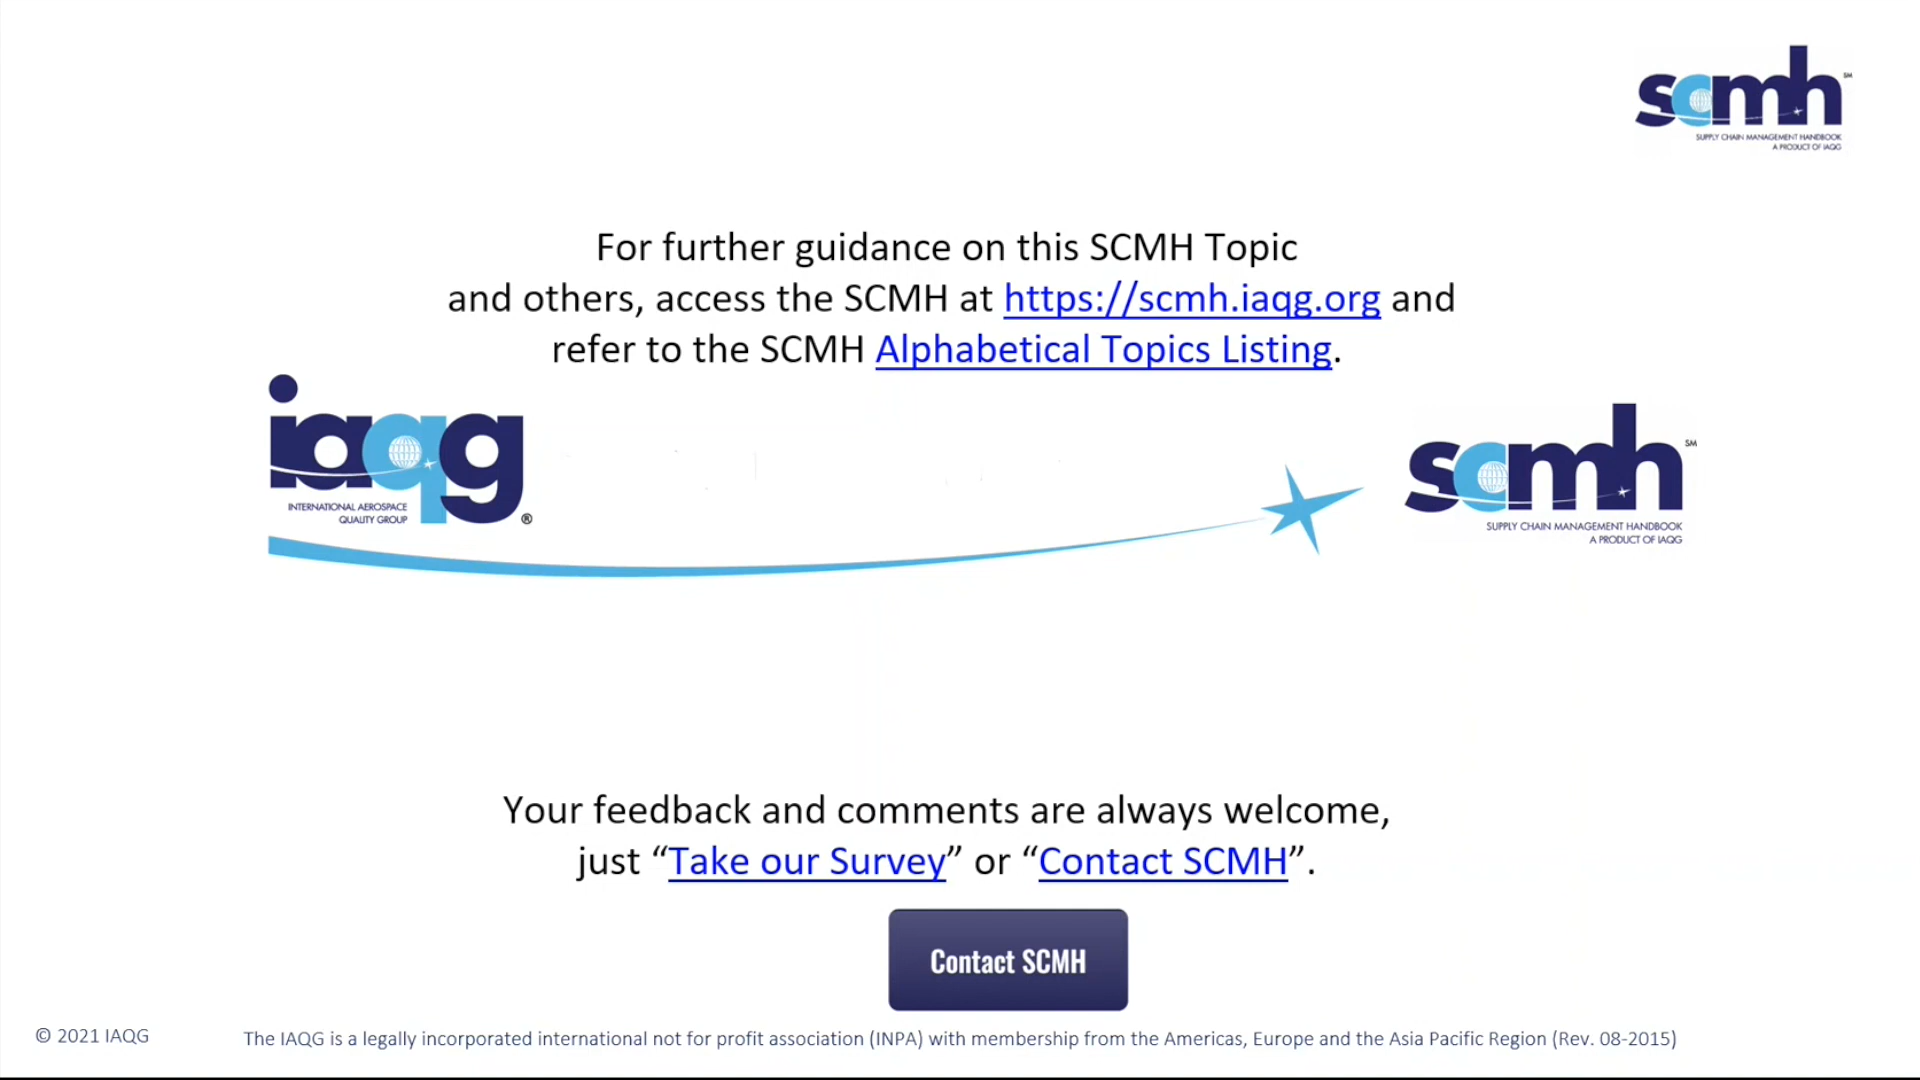 scmh SM
SUPPLY CHAIN MANAGEMENT HANDBOOK
A PRODUCT OF IAQG
For further guidance on this SCMH Topic
and others, access the SCMH at https://scmh.iaqg.org and
refer to the SCMH Alphabetical Topics Listing.
iaqg
INTERNATIONAL AEROSPACE
QUALITY GROUP ®
scmh SM
SUPPLY CHAIN MANAGEMENT HANDBOOK
A PRODUCT OF IAQG
Your feedback and comments are always welcome,
just “Take our Survey” or “Contact SCMH”.
Contact SCMH
© 2021 IAQG
The IAQG is a legally incorporated international not for profit association (INPA) with membership from the Americas, Europe and the Asia Pacific Region (Rev. 08-2015)